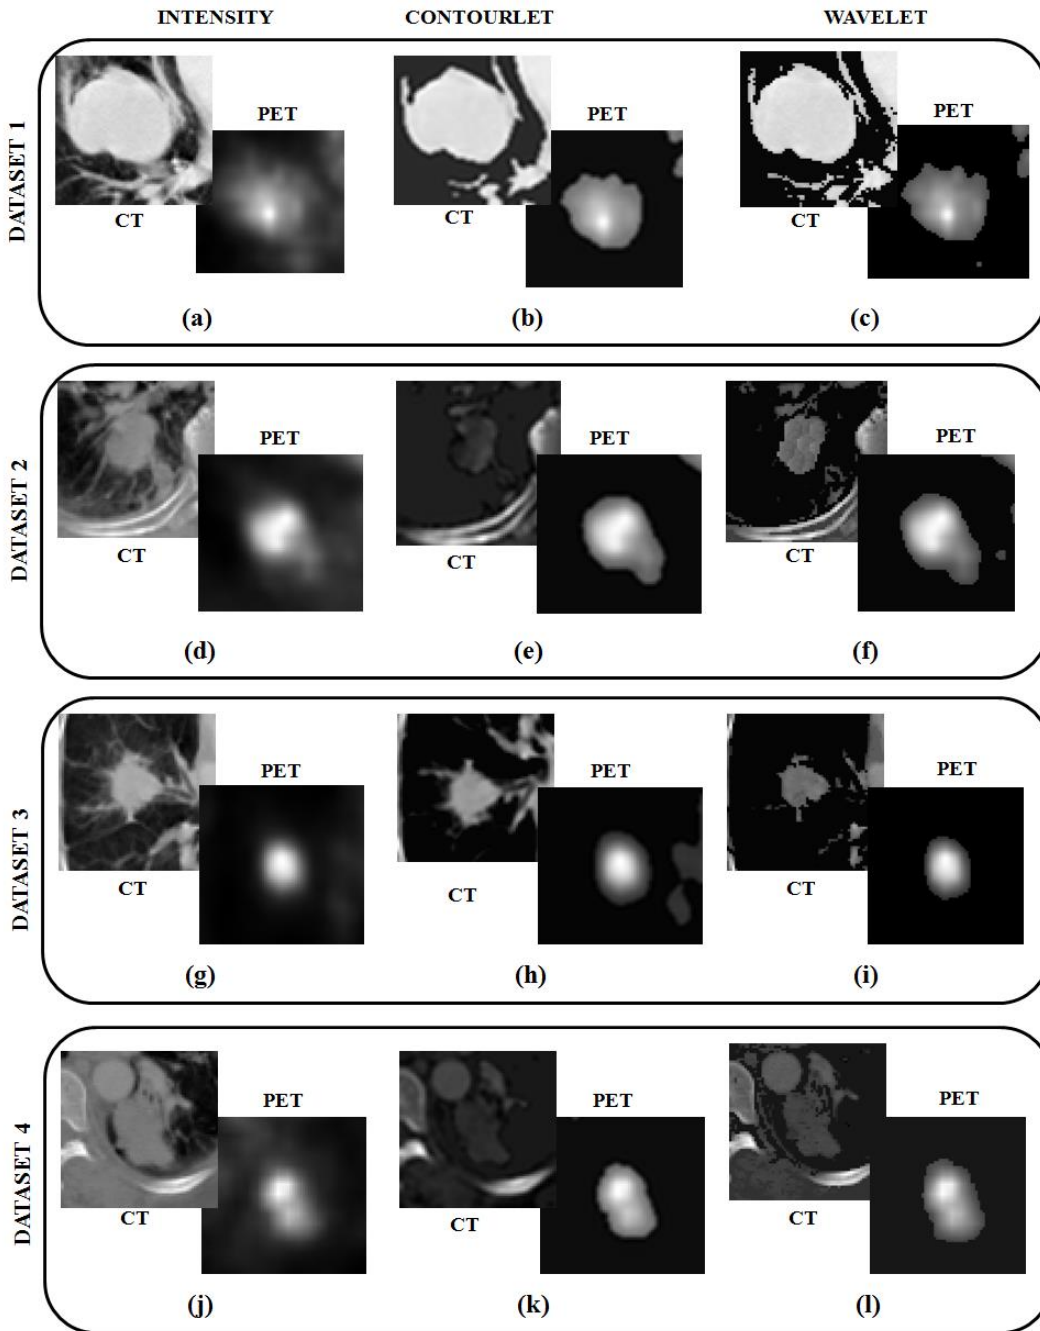 INTENSITY CONTOURLET WAVELET
DATASET 1
PET PET PET
CT CT CT
(a) (b) (c)
DATASET 2
PET PET PET
CT CT CT
(d) (e) (f)
DATASET 3
PET PET PET
CT CT CT
(g) (h) (i)
DATASET 4
PET PET PET
CT CT CT
(j) (k) (l)